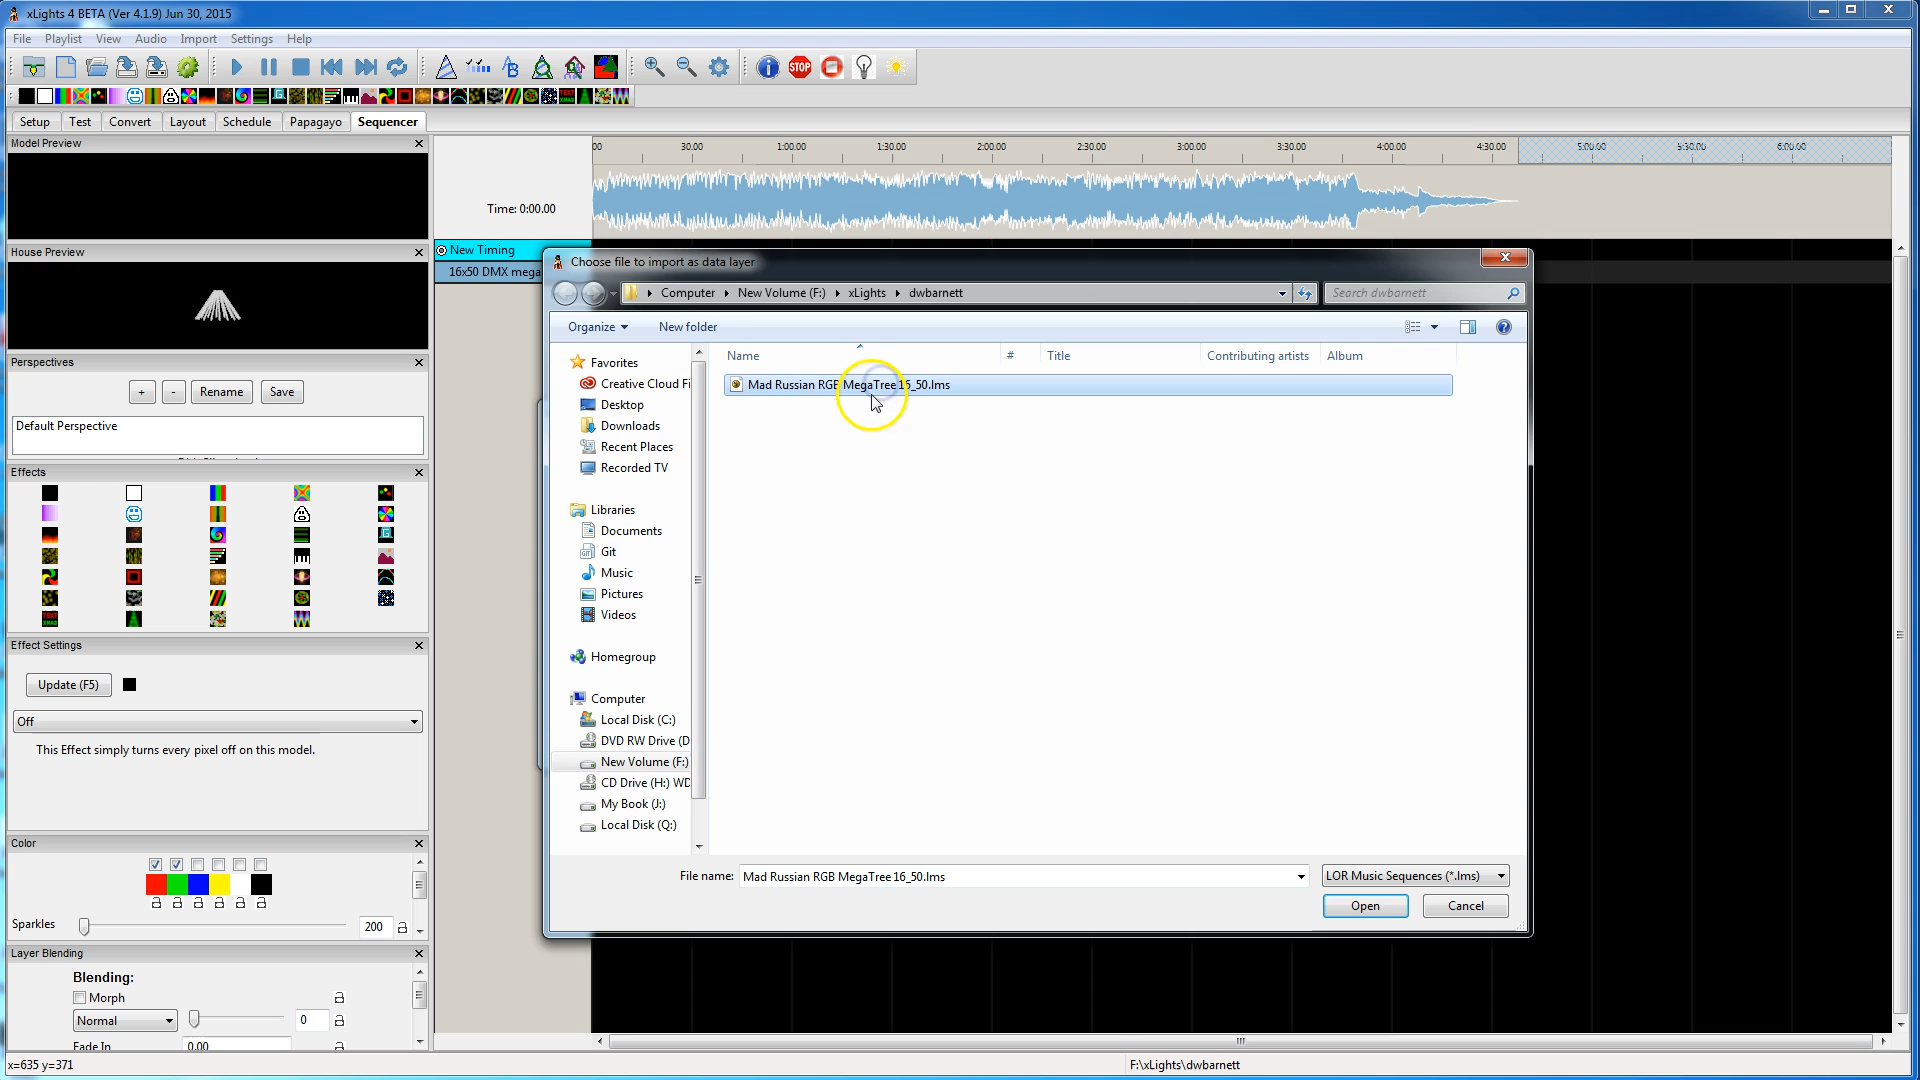 xLights 4 BETA (Ver 4.1.9) Jun 30, 2015
File Playlist View Audio Import Settings Help
Setup Test Convert Layout Schedule Papagayo Sequencer
Model Preview
House Preview
Perspectives
+ - Rename Save
Default Perspective
Effects
Effect Settings
Update (F5)
Off
This Effect simply turns every pixel off on this model.
Color
Sparkles 200
Layer Blending
Blending:
Morph
Normal 0
Fade In 0.00
00 30.00 1:00.00 1:30.00 2:00.00 2:30.00 3:00.00 3:30.00 4:00.00 4:30.00 5:00.00 5:30.00 6:00.00
Time: 0:00.00
New Timing
16x50 DMX mega
Choose file to import as data layer
Computer New Volume (F:) xLights dwbarnett
Search dwbarnett
Organize New folder
Favorites
Creative Cloud Fi
Desktop
Downloads
Recent Places
Recorded TV
Libraries
Documents
Git
Music
Pictures
Videos
Homegroup
Computer
Local Disk (C:)
DVD RW Drive (D
New Volume (F:)
CD Drive (H:) WD
My Book (J:)
Local Disk (Q:)
Name # Title Contributing artists Album
Mad Russian RGB MegaTree 16_50.lms
File name: Mad Russian RGB MegaTree 16_50.lms LOR Music Sequences (*.lms)
Open Cancel
x=635 y=371 F:\xLights\dwbarnett